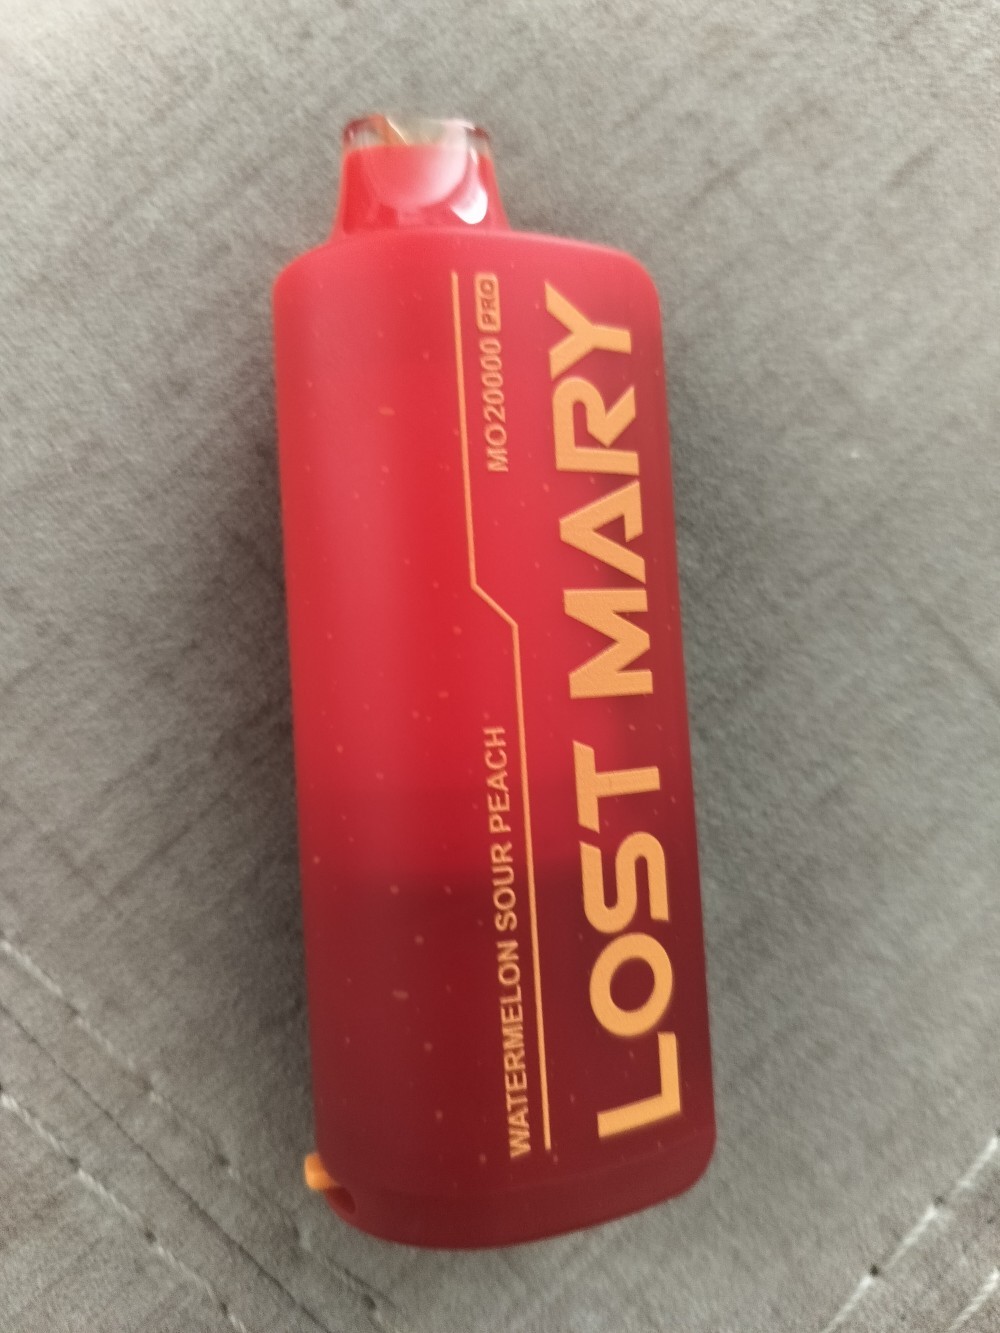 WATERMELON SOUR PEACH
MO20000 PRO
LOST MARY